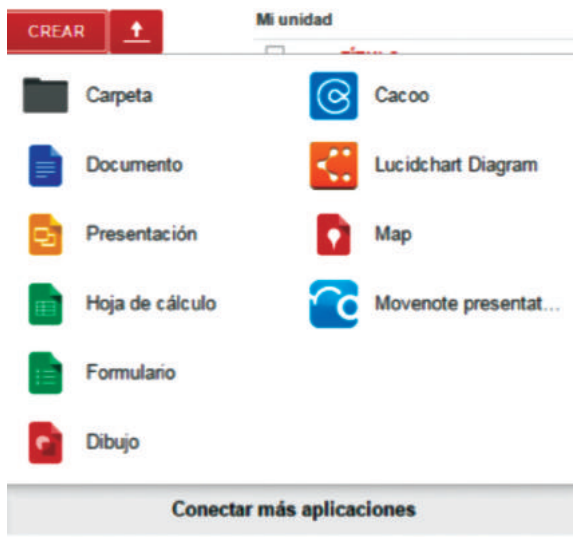 CREAR
Mi unidad
Carpeta
Documento
Presentación
Hoja de cálculo
Formulario
Dibujo
Cacoo
Lucidchart Diagram
Map
Movenote presentat...
Conectar más aplicaciones